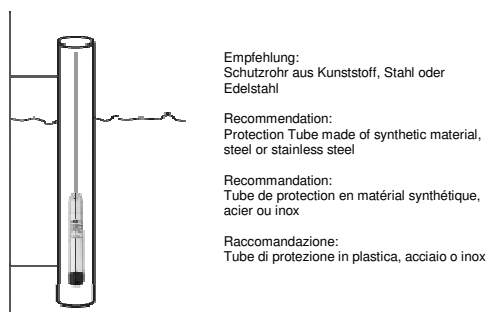 Empfehlung:
Schutzrohr aus Kunststoff, Stahl oder
Edelstahl
Recommendation:
Protection Tube made of synthetic material,
steel or stainless steel
Recommandation:
Tube de protection en matérial synthétique,
acier ou inox
Raccomandazione:
Tube di protezione in plastica, acciaio o inox